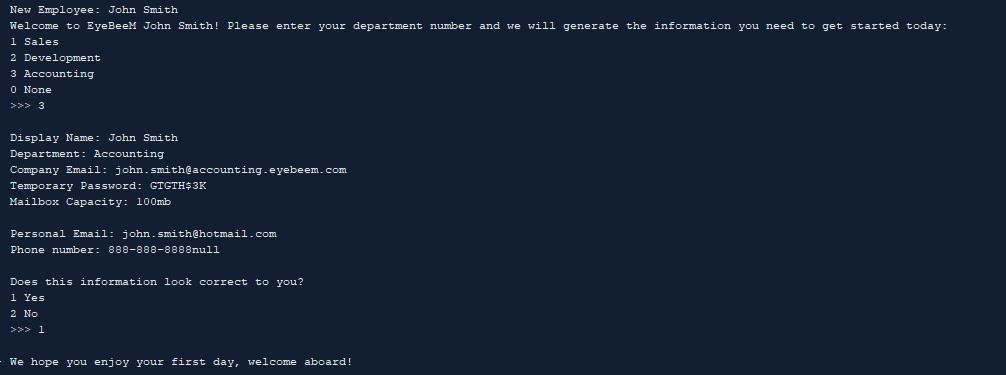 New Employee: John Smith
Welcome to EyeBeeM John Smith! Please enter your department number and we will generate the information you need to get started today:
1 Sales
2 Development
3 Accounting
0 None
>>> 3
Display Name: John Smith
Department: Accounting
Company Email: john.smith@accounting.eyebeem.com
Temporary Password: GTGTH$3K
Mailbox Capacity: 100mb
Personal Email: john.smith@hotmail.com
Phone number: 888-888-8888null
Does this information look correct to you?
1 Yes
2 No
>>> 1
We hope you enjoy your first day, welcome aboard!